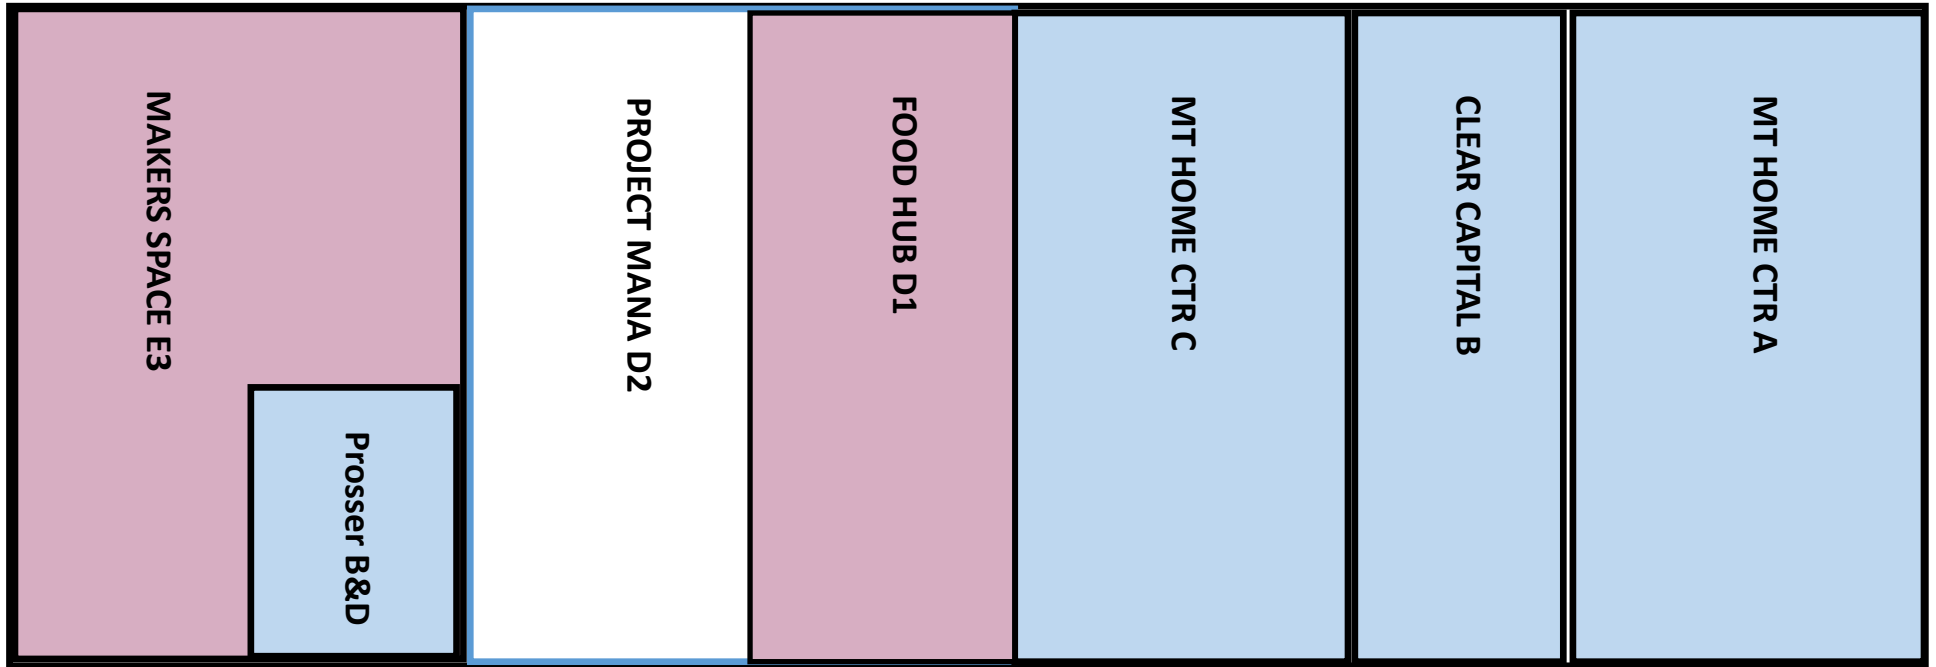 MAKERS SPACE E3
Prosser B&D
PROJECT MANA D2
FOOD HUB D1
MT HOME CTR C
CLEAR CAPITAL B
MT HOME CTR A